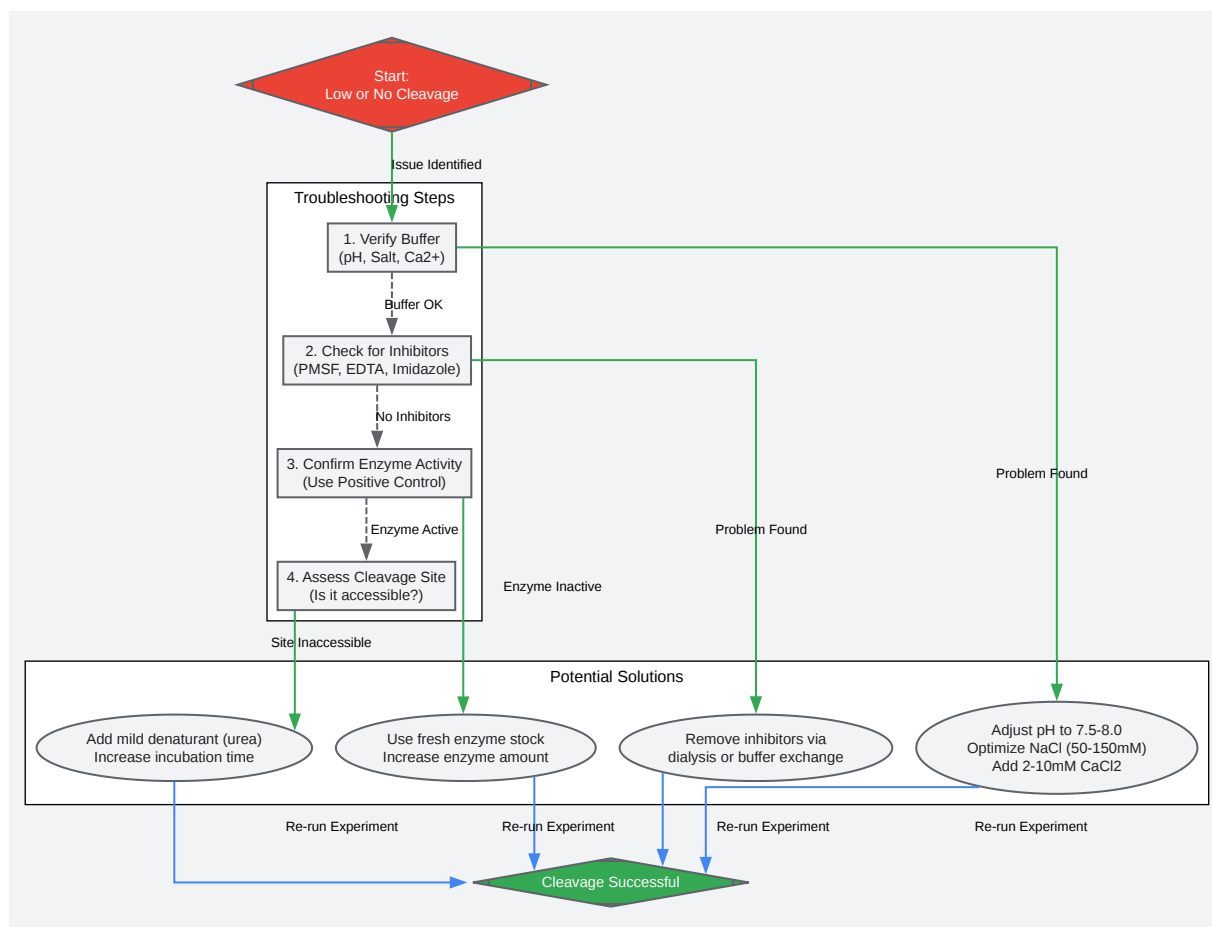 Start:
Low or No Cleavage
Issue Identified
Troubleshooting Steps
1. Verify Buffer
(pH, Salt, Ca2+)
Buffer OK
2. Check for Inhibitors
(PMSF, EDTA, Imidazole)
No Inhibitors
3. Confirm Enzyme Activity
(Use Positive Control)
Problem Found
Problem Found
Enzyme Active
4. Assess Cleavage Site
(Is it accessible?)
Enzyme Inactive
Site Inaccessible
Potential Solutions
Add mild denaturant (urea)
Increase incubation time
Use fresh enzyme stock
Increase enzyme amount
Remove inhibitors via
dialysis or buffer exchange
Adjust pH to 7.5-8.0
Optimize NaCl (50-150mM)
Add 2-10mM CaCl2
Re-run Experiment
Re-run Experiment
Re-run Experiment
Re-run Experiment
Cleavage Successful